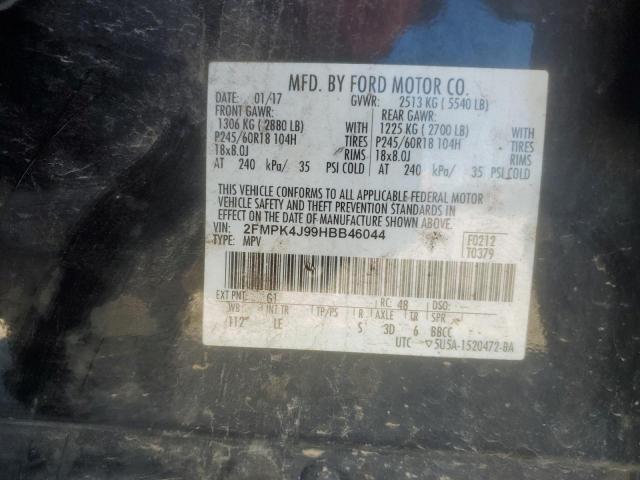 MFD. BY FORD MOTOR CO.
DATE: 01/17 GVWR: 2513 KG ( 5540 LB)
FRONT GAWR: REAR GAWR:
1306 KG ( 2880 LB) WITH 1225 KG ( 2700 LB) WITH
P245/60R18 104H TIRES P245/60R18 104H TIRES
18x8.0J RIMS 18x8.0J RIMS
AT 240 kPa/ 35 PSI COLD AT 240 kPa/ 35 PSI COLD
THIS VEHICLE CONFORMS TO ALL APPLICABLE FEDERAL MOTOR
VEHICLE SAFETY AND THEFT PREVENTION STANDARDS IN
EFFECT ON THE DATE OF MANUFACTURE SHOWN ABOVE.
VIN: 2FMPK4J99HBB46044 F0212
TYPE: MPV T0379
EXT PNT: G1 RC: 48 DSO:
WB INT TR TP/PS R AXLE TR SPR
112" LE S 3D 6 BBCC
UTC ▽5U5A-1520472-BA